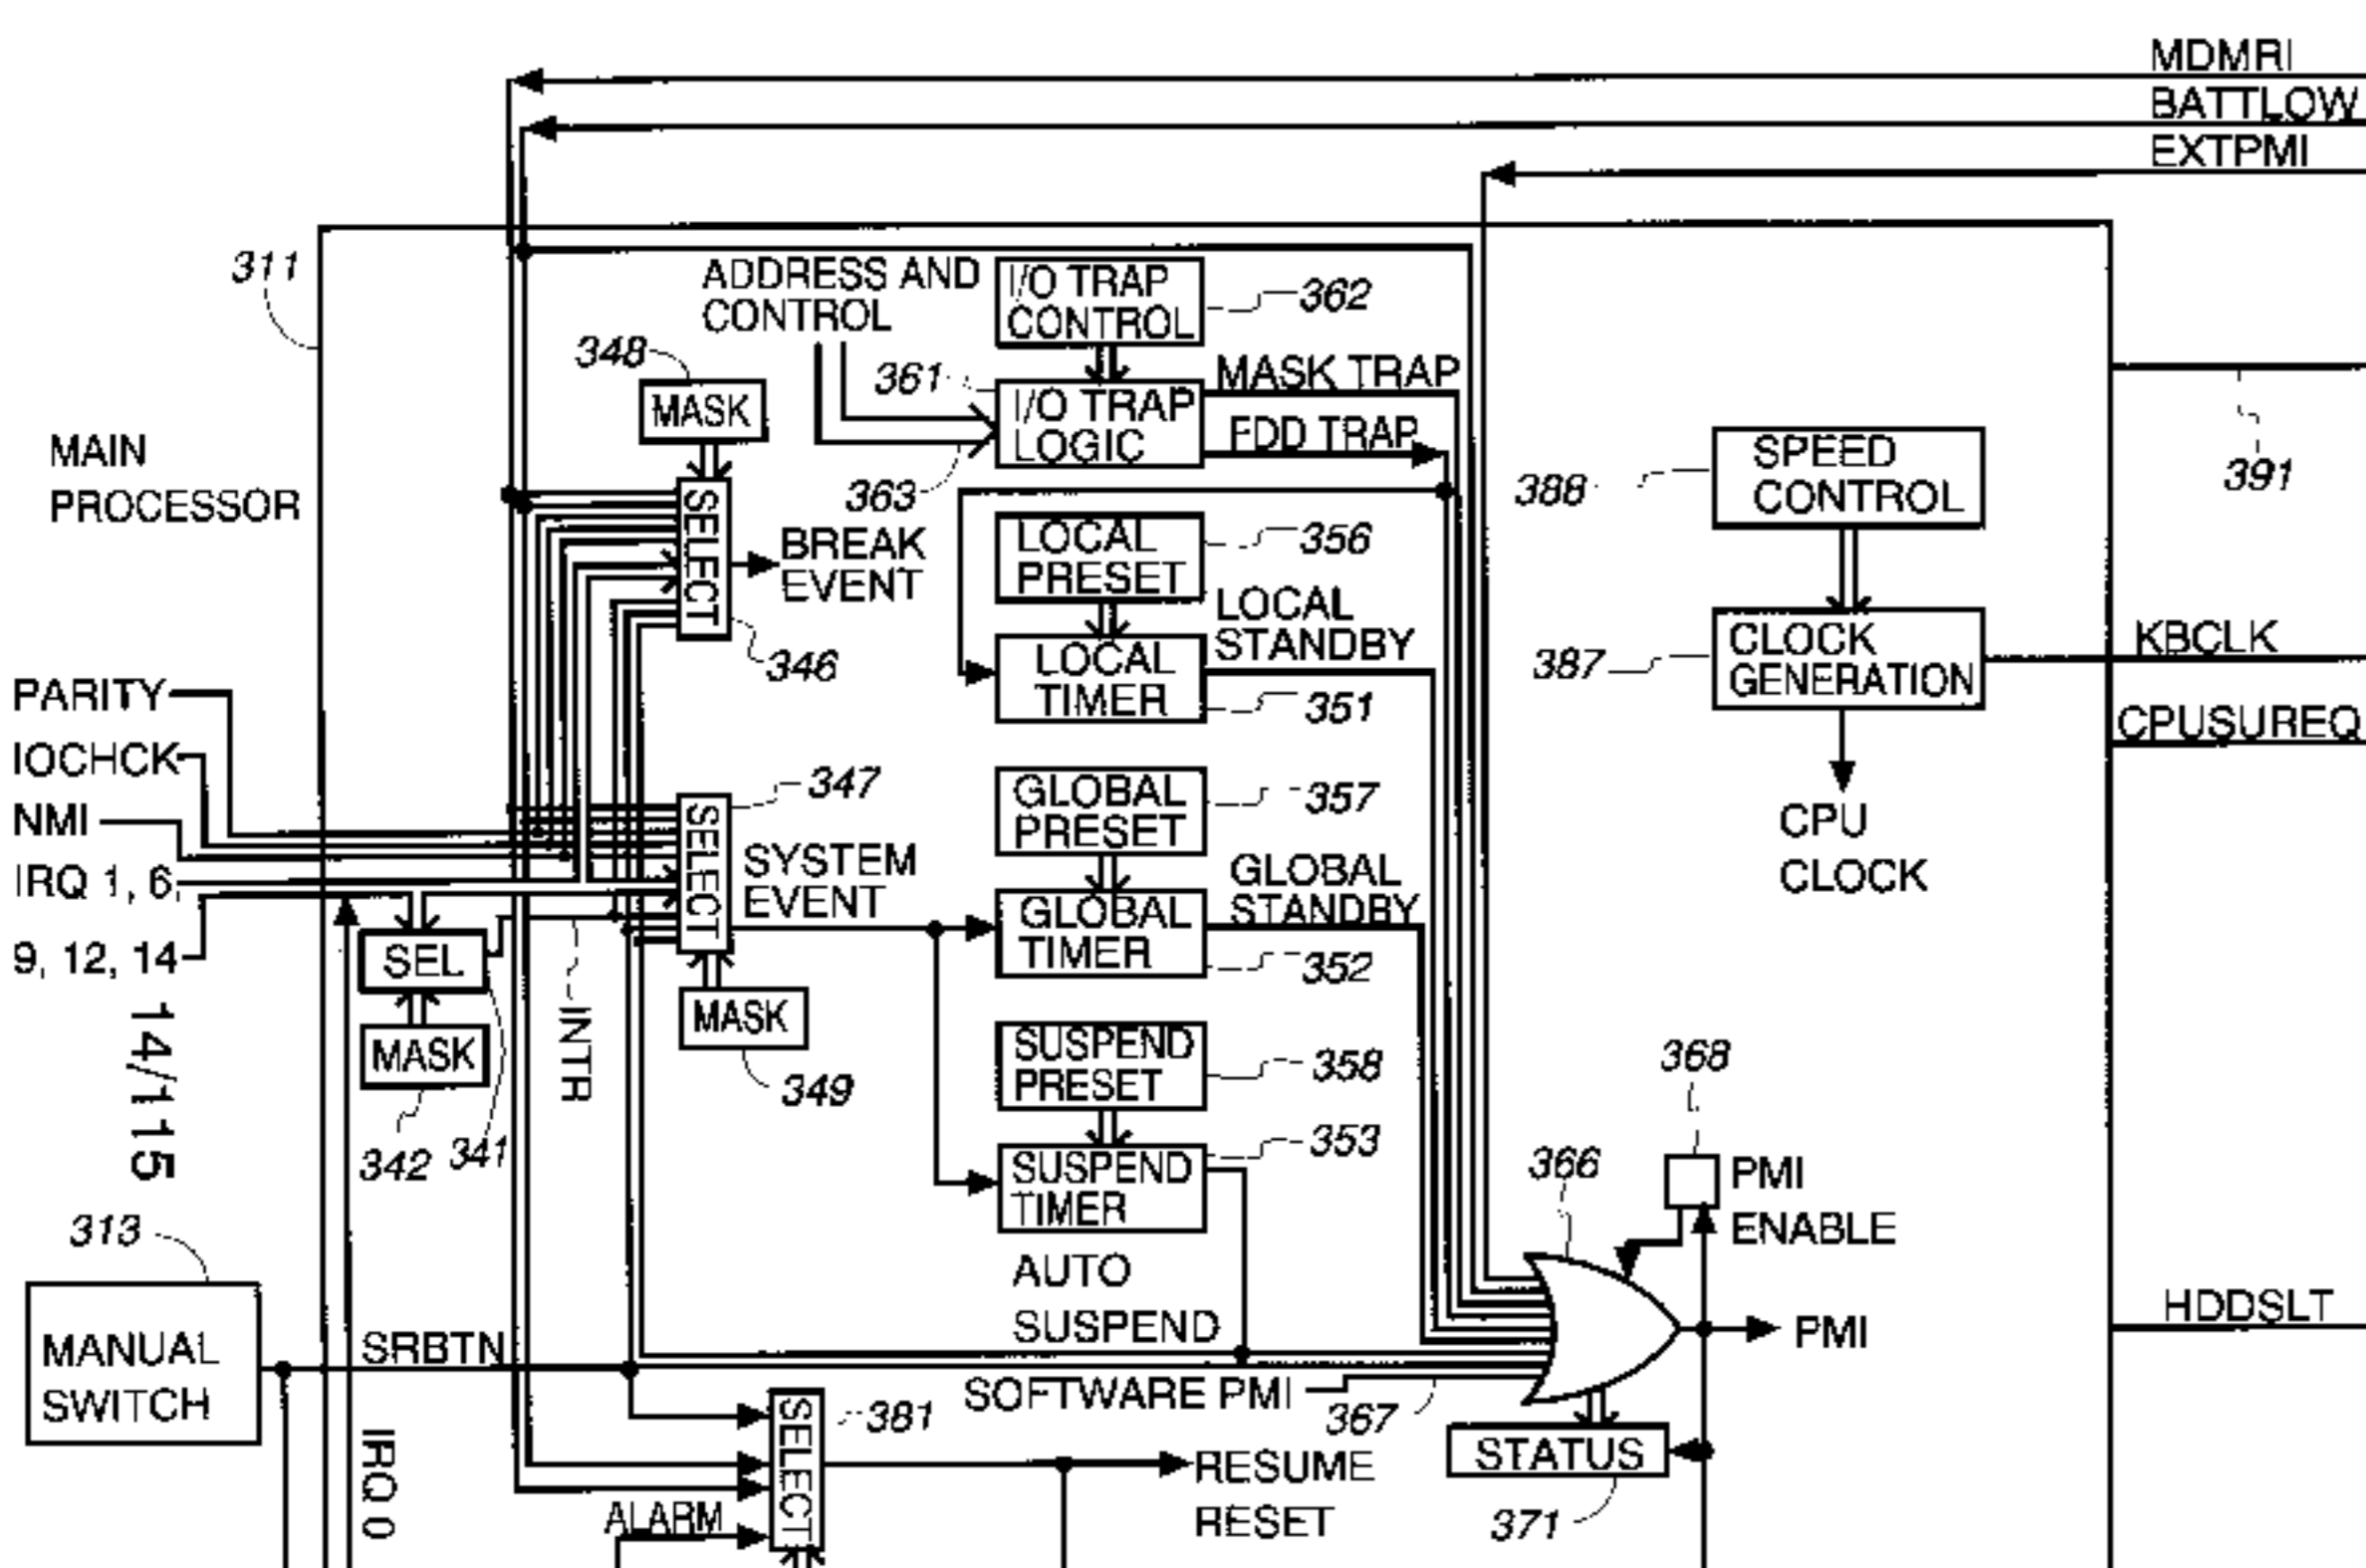 MDMRI
BATTLOW
EXTPMI
311
ADDRESS AND
CONTROL
I/O TRAP
CONTROL
362
348
MASK
361
I/O TRAP
LOGIC
MASK TRAP
FDD TRAP
363
MAIN
PROCESSOR
SELECT
BREAK
EVENT
346
LOCAL
PRESET
356
LOCAL
STANDBY
LOCAL
TIMER
351
388
SPEED
CONTROL
391
387
CLOCK
GENERATION
KBCLK
CPUSUREQ
CPU
CLOCK
PARITY
IOCHCK
NMI
IRQ 1, 6,
9, 12, 14
347
SELECT
SYSTEM
EVENT
GLOBAL
PRESET
357
GLOBAL
STANDBY
GLOBAL
TIMER
352
SEL
MASK
342
341
INTR
MASK
349
14/115
SUSPEND
PRESET
358
SUSPEND
TIMER
353
AUTO
SUSPEND
368
PMI
ENABLE
366
PMI
HDDSLT
313
MANUAL
SWITCH
SRBTN
IRQ 0
SOFTWARE PMI
367
SELECT
381
ALARM
RESUME
RESET
STATUS
371